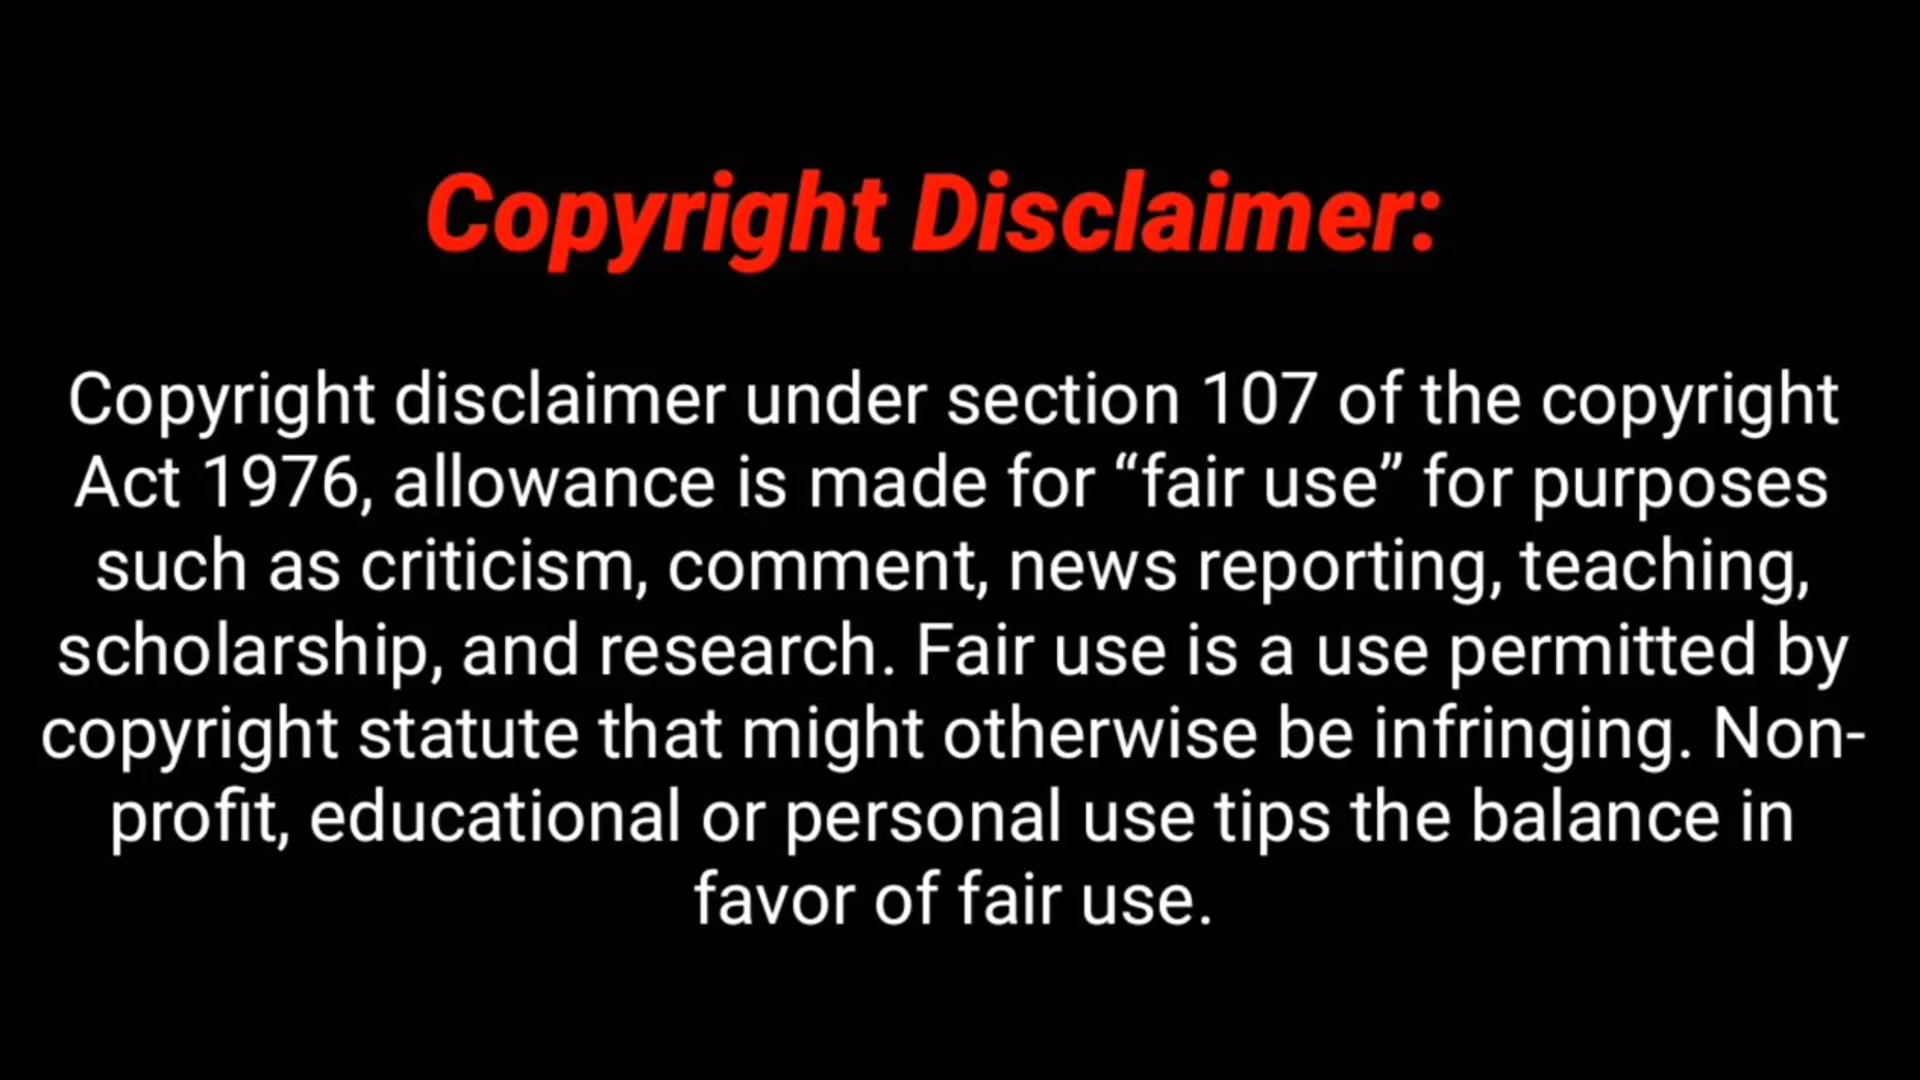 Copyright Disclaimer:
Copyright disclaimer under section 107 of the copyright
Act 1976, allowance is made for “fair use” for purposes
such as criticism, comment, news reporting, teaching,
scholarship, and research. Fair use is a use permitted by
copyright statute that might otherwise be infringing. Non-
profit, educational or personal use tips the balance in
favor of fair use.